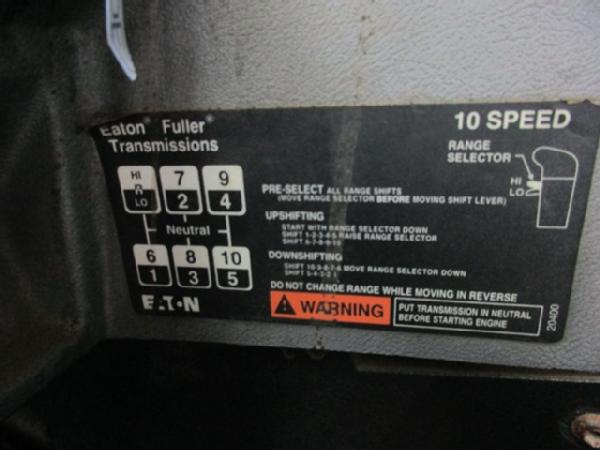 Eaton® Fuller®
Transmissions
10 SPEED
RANGE
SELECTOR
HI
LO
HI 7 9
R
LO 2 4
Neutral
6 8 10
1 3 5
EATON
PRE-SELECT ALL RANGE SHIFTS
(MOVE RANGE SELECTOR BEFORE MOVING SHIFT LEVER)
UPSHIFTING
START WITH RANGE SELECTOR DOWN
SHIFT 1-2-3-4-5 RAISE RANGE SELECTOR
SHIFT 6-7-8-9-10
DOWNSHIFTING
SHIFT 10-9-8-7-6 MOVE RANGE SELECTOR DOWN
SHIFT 5-4-3-2-1
DO NOT CHANGE RANGE WHILE MOVING IN REVERSE
WARNING
PUT TRANSMISSION IN NEUTRAL
BEFORE STARTING ENGINE
20400